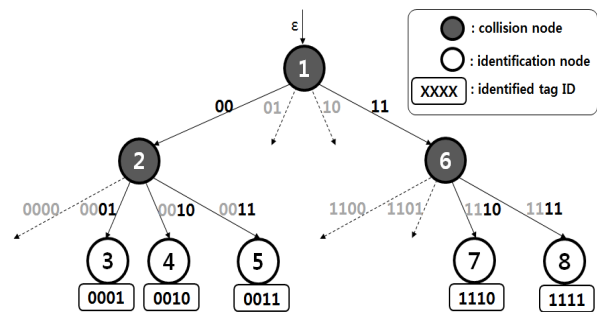 ε
: collision node
: identification node
XXXX : identified tag ID
1
00 01 10 11
2 6
0000 0001 0010 0011 1100 1101 1110 1111
3 4 5 7 8
0001 0010 0011 1110 1111